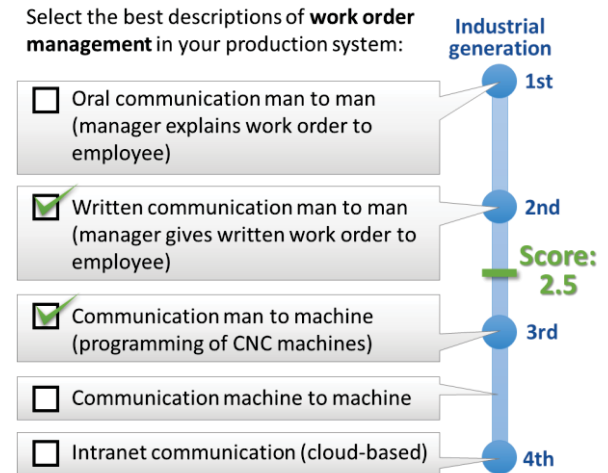 Select the best descriptions of work order
management in your production system:
Industrial
generation
1st
Oral communication man to man
(manager explains work order to
employee)
Written communication man to man
(manager gives written work order to
employee)
2nd
Score:
2.5
Communication man to machine
(programming of CNC machines)
3rd
Communication machine to machine
Intranet communication (cloud-based)
4th